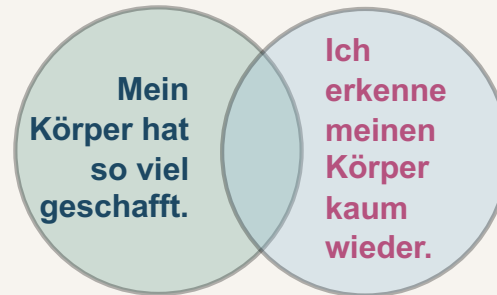 Mein
Körper hat
so viel
geschafft.
Ich
erkenne
meinen
Körper
kaum
wieder.